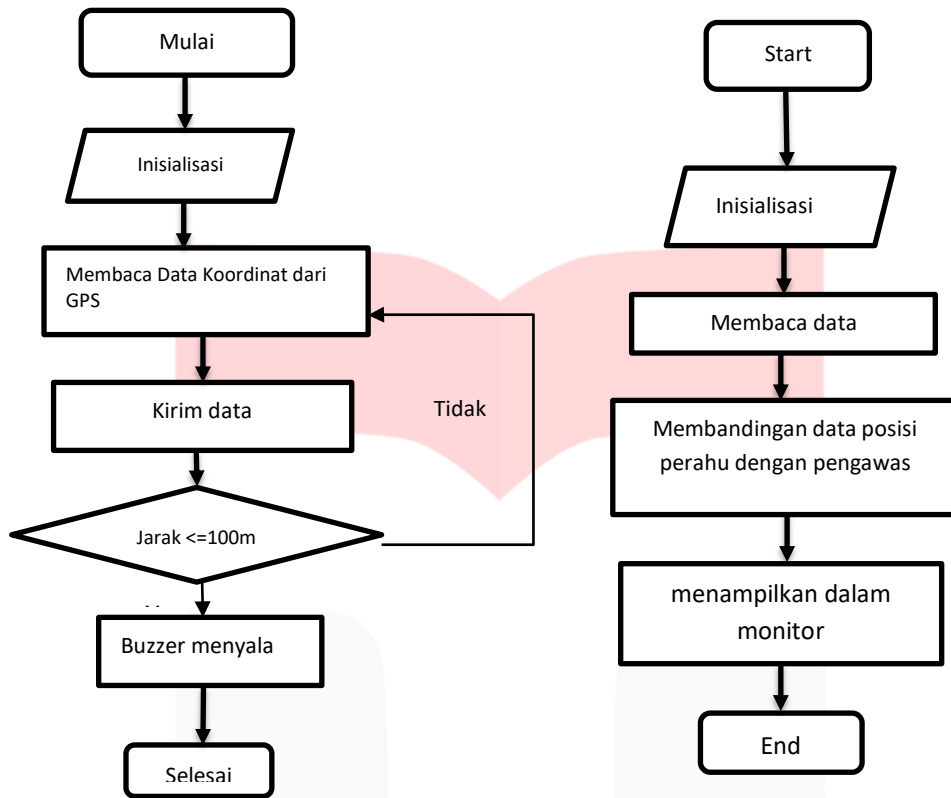 Mulai
Inisialisasi
Membaca Data Koordinat dari
GPS
Kirim data
Tidak
Jarak <=100m
Buzzer menyala
Selesai
Start
Inisialisasi
Membaca data
Membandingan data posisi
perahu dengan pengawas
menampilkan dalam
monitor
End